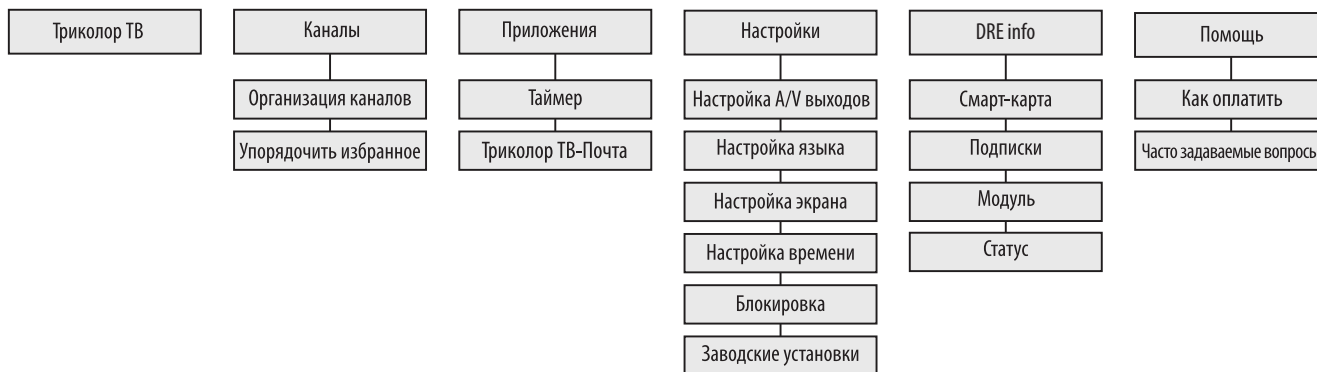 Триколор ТВ
Каналы
Организация каналов
Упорядочить избранное
Приложения
Таймер
Триколор ТВ-Почта
Настройки
Настройка A/V выходов
Настройка языка
Настройка экрана
Настройка времени
Блокировка
Заводские установки
DRE info
Смарт-карта
Подписки
Модуль
Статус
Помощь
Как оплатить
Часто задаваемые вопросы